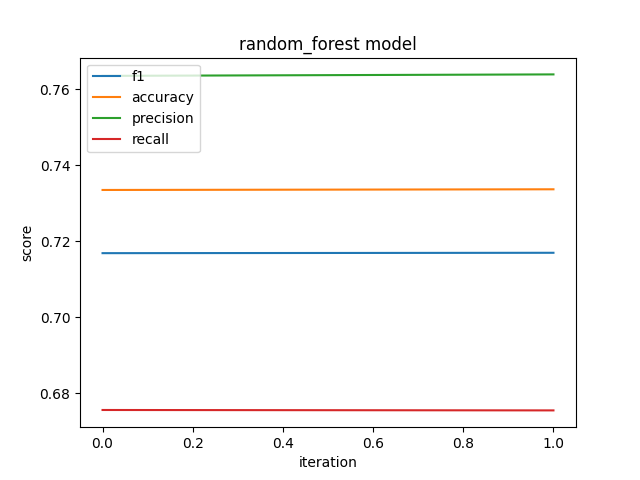 random_forest model
f1
accuracy
precision
recall
0.76
0.74
0.72
0.70
0.68
score
0.0 0.2 0.4 0.6 0.8 1.0
iteration